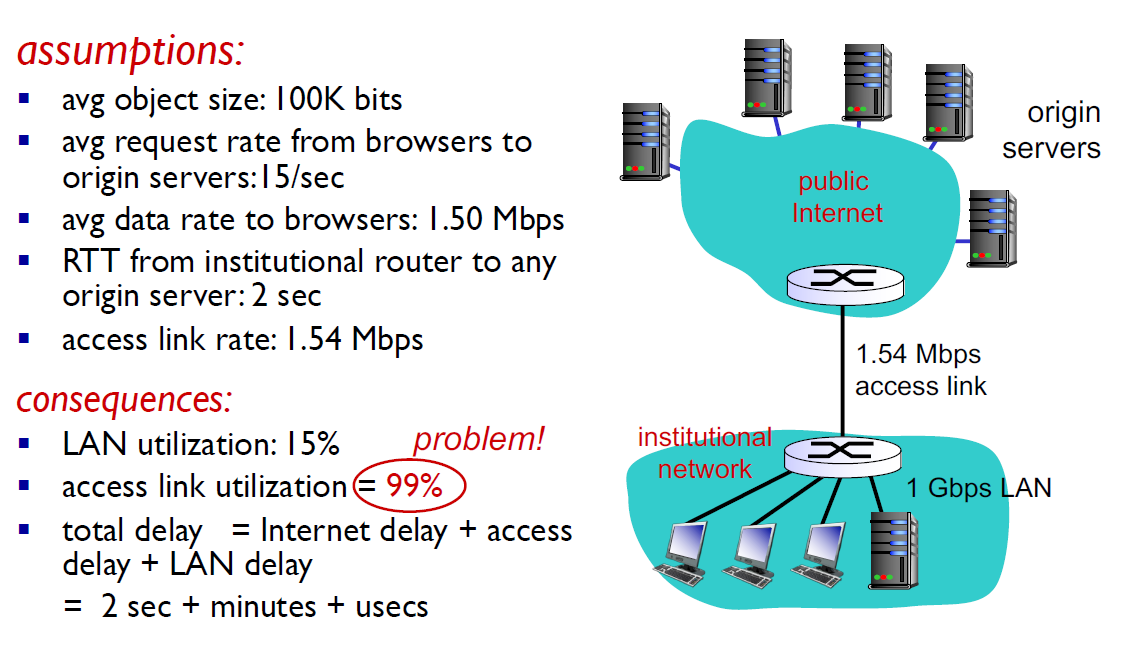 assumptions:
▪ avg object size: 100K bits
▪ avg request rate from browsers to
origin servers:15/sec
▪ avg data rate to browsers: 1.50 Mbps
▪ RTT from institutional router to any
origin server: 2 sec
▪ access link rate: 1.54 Mbps
consequences:
▪ LAN utilization: 15%
problem!
▪ access link utilization = 99%
▪ total delay = Internet delay + access
delay + LAN delay
= 2 sec + minutes + usecs
origin
servers
public
Internet
1.54 Mbps
access link
institutional
network
1 Gbps LAN